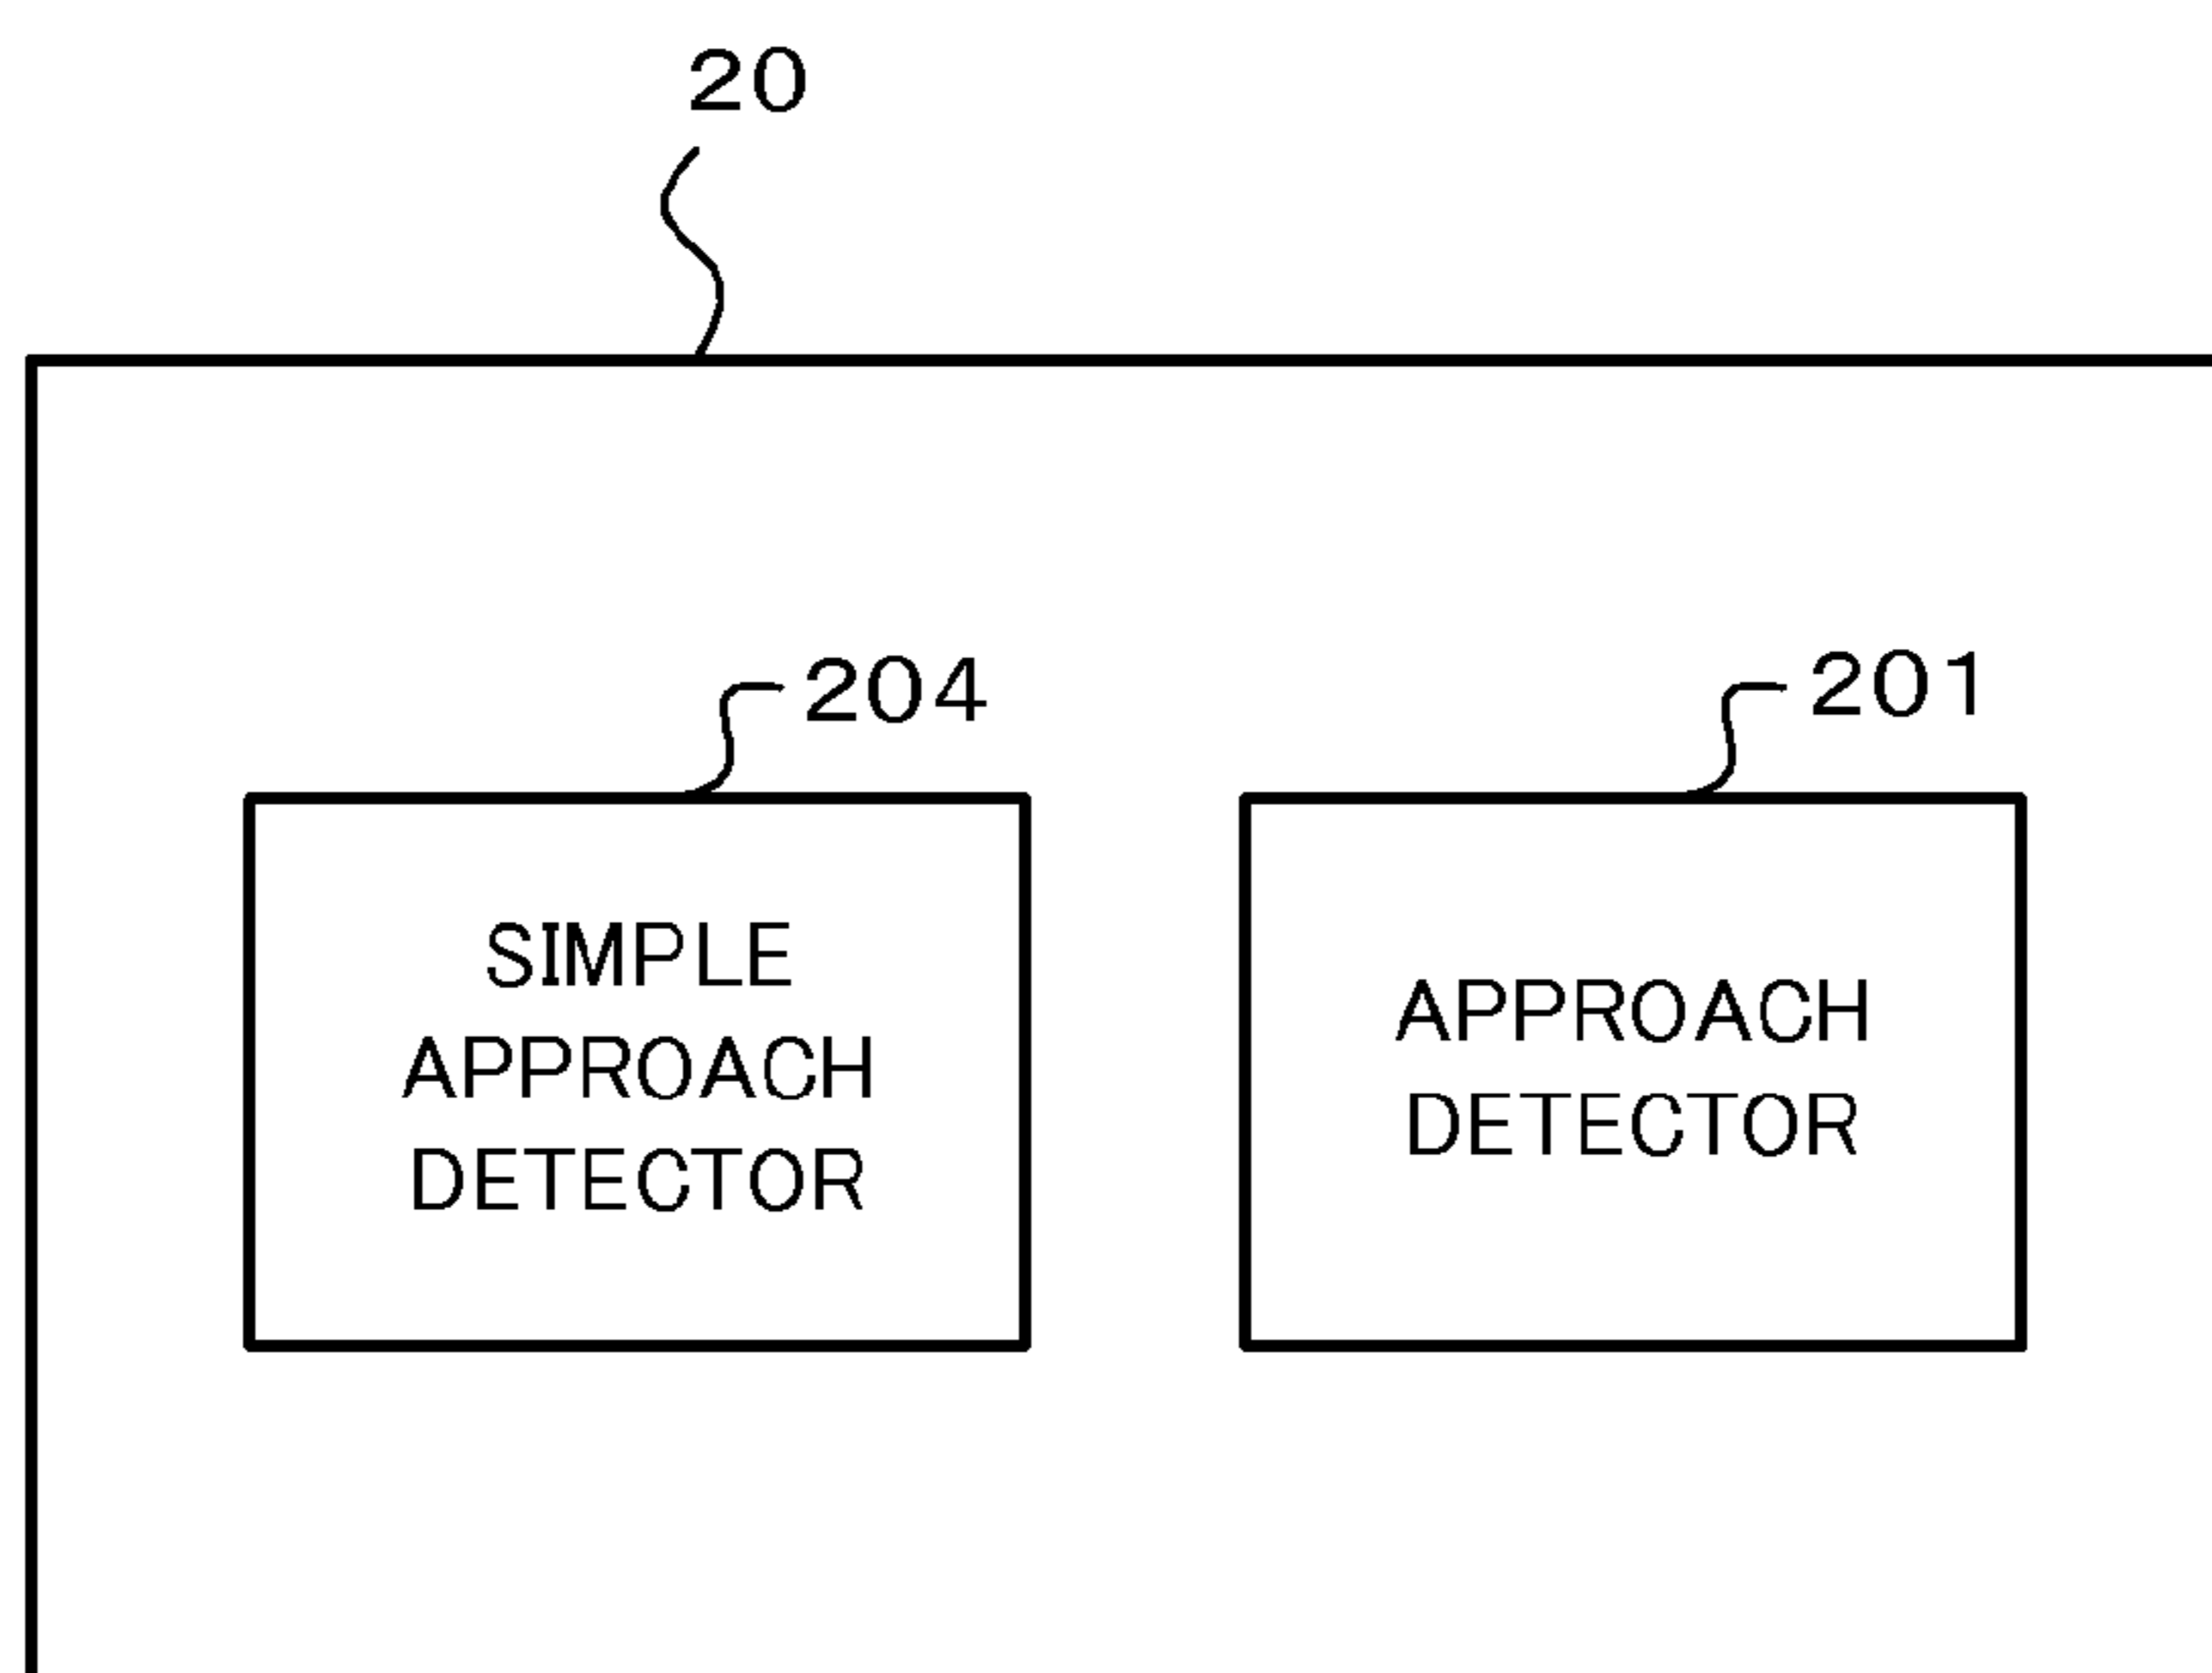 20
204
201
SIMPLE
APPROACH
DETECTOR
APPROACH
DETECTOR